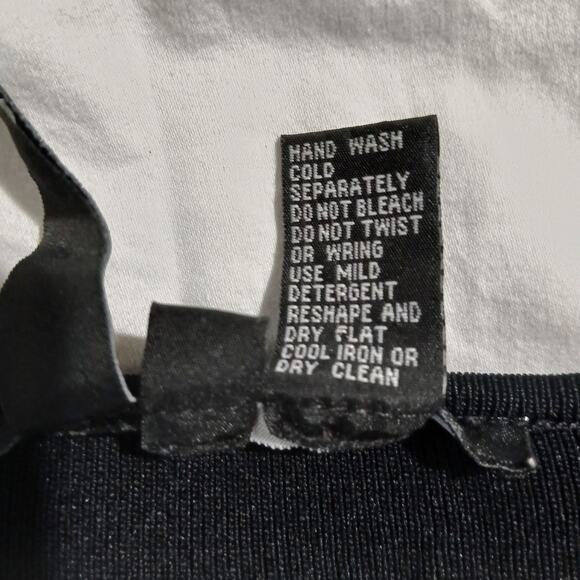 HAND WASH
COLD
SEPARATELY
DO NOT BLEACH
DO NOT TWIST
OR WRING
USE MILD
DETERGENT
RESHAPE AND
DRY FLAT
COOL IRON OR
DRY CLEAN